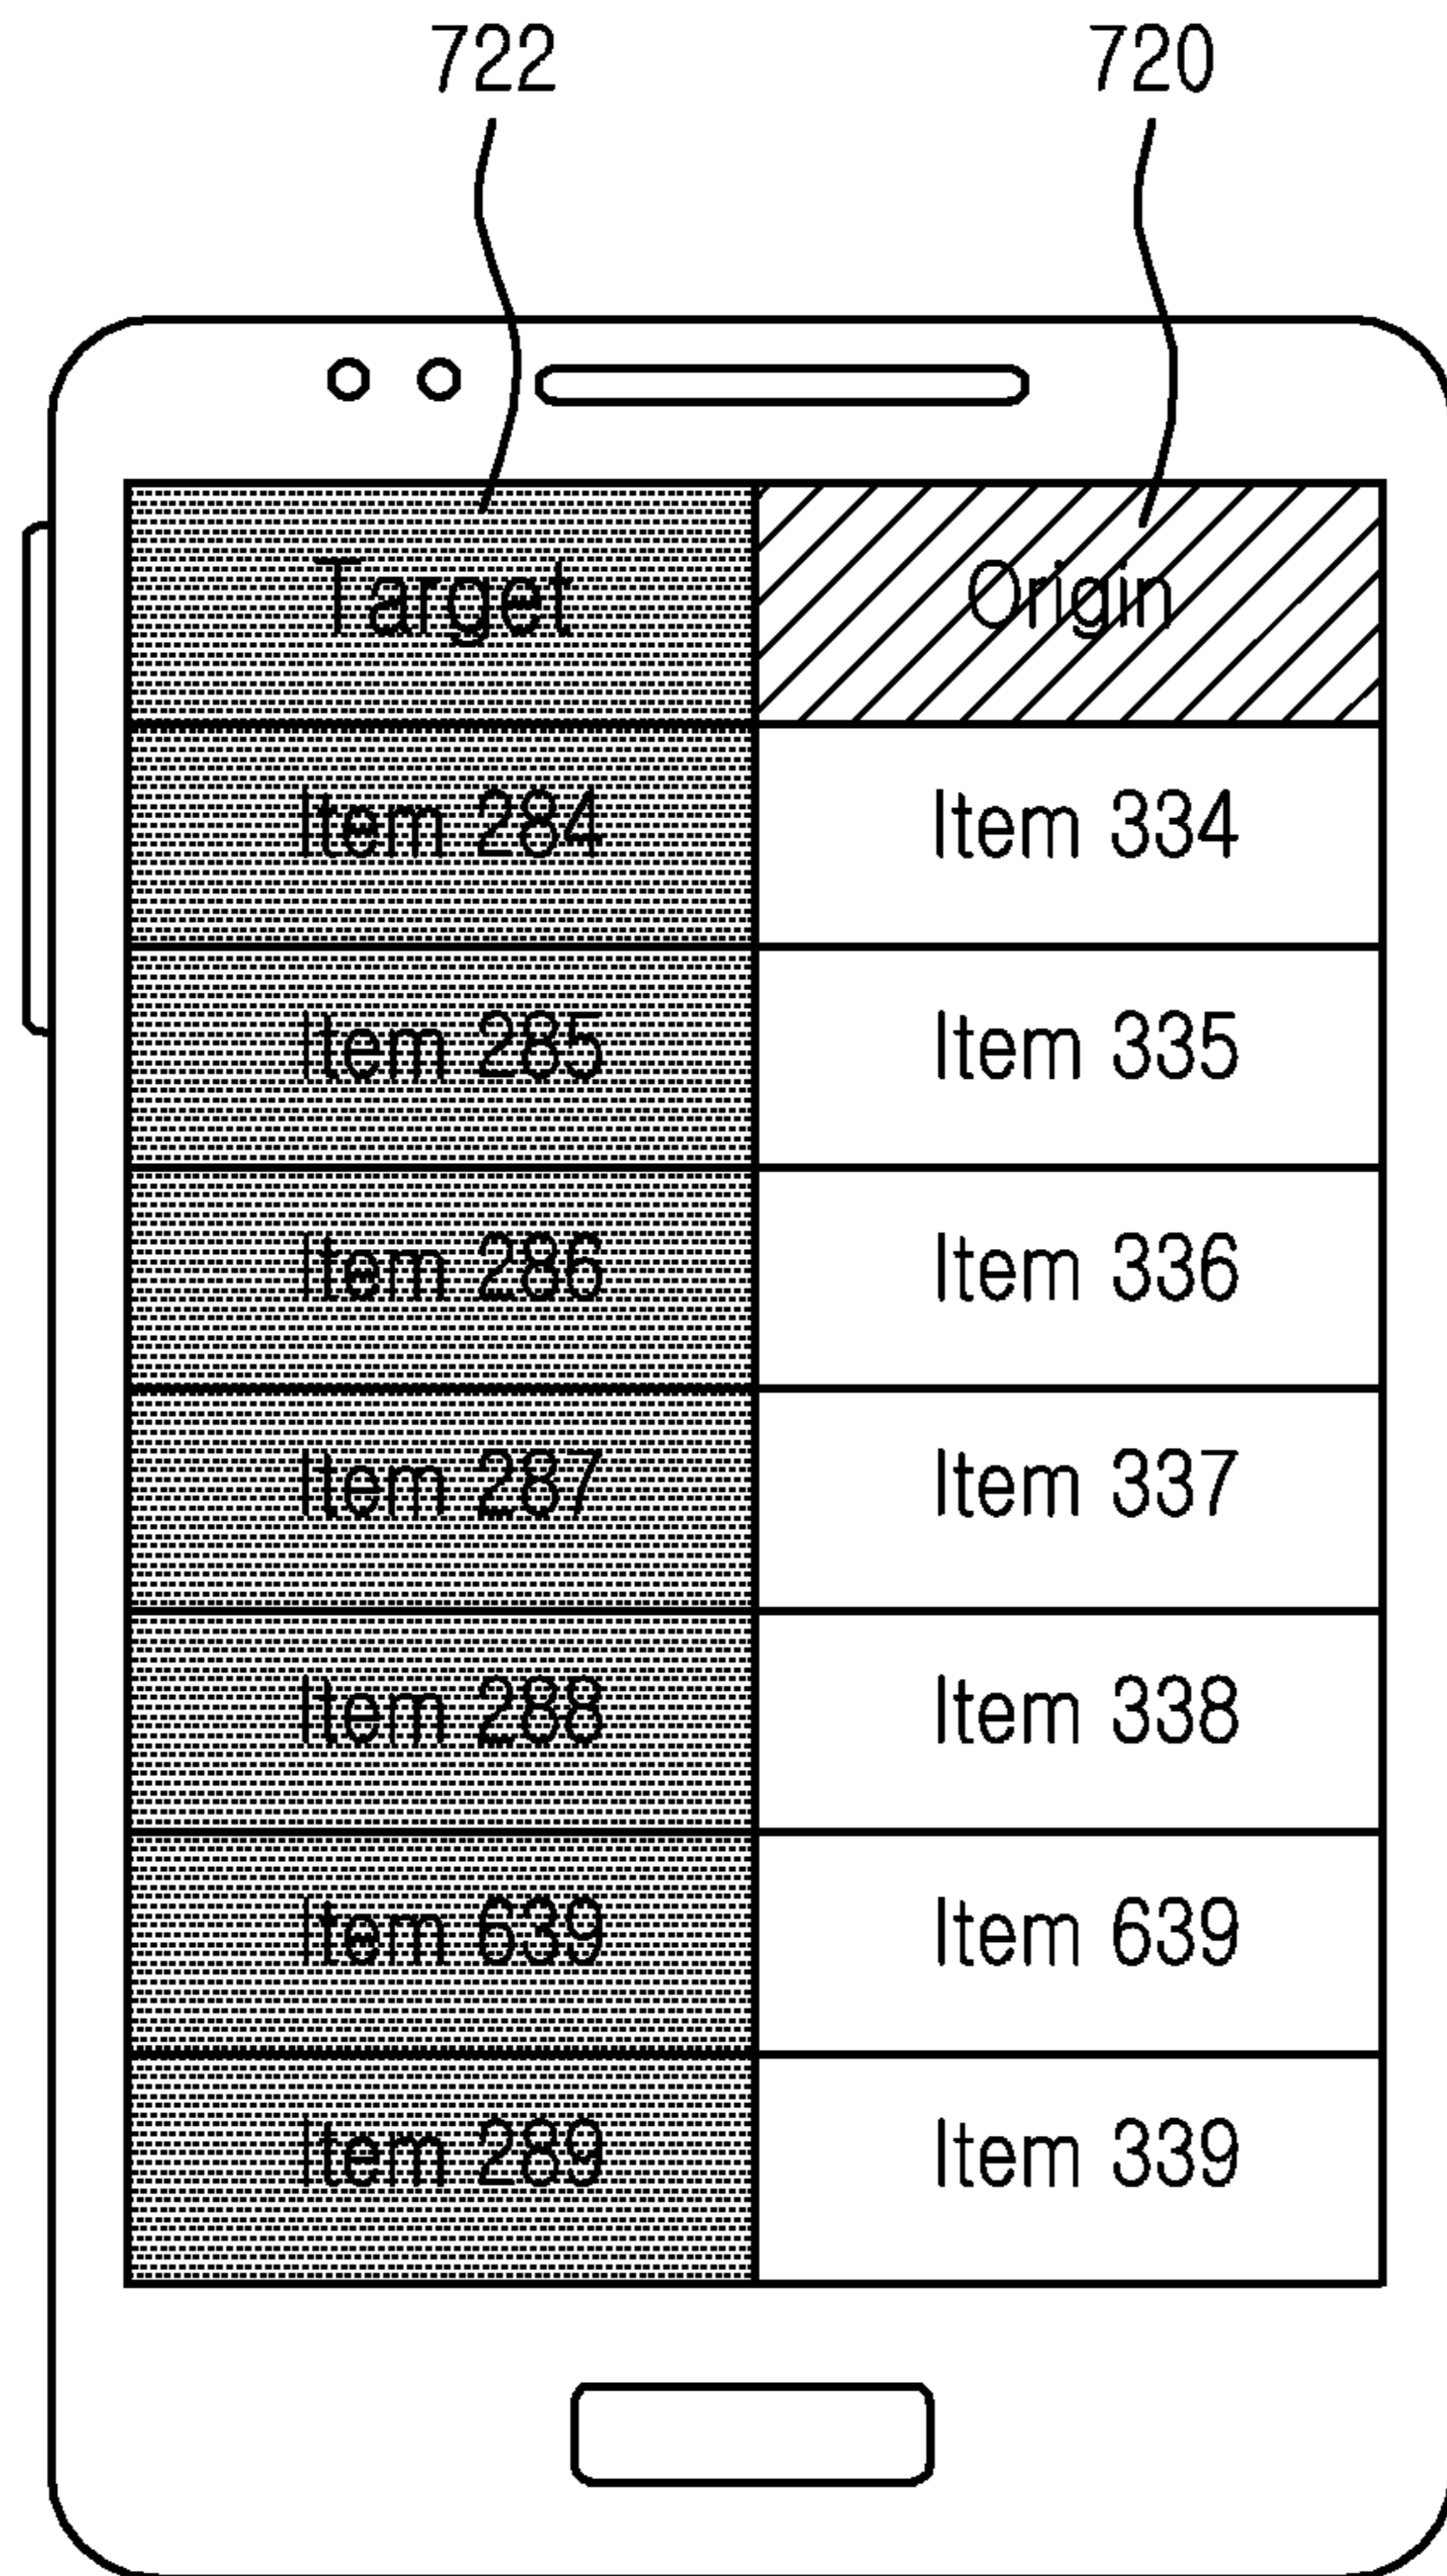 722 720
Target Origin
Item 284 Item 334
Item 285 Item 335
Item 286 Item 336
Item 287 Item 337
Item 288 Item 338
Item 639 Item 639
Item 289 Item 339